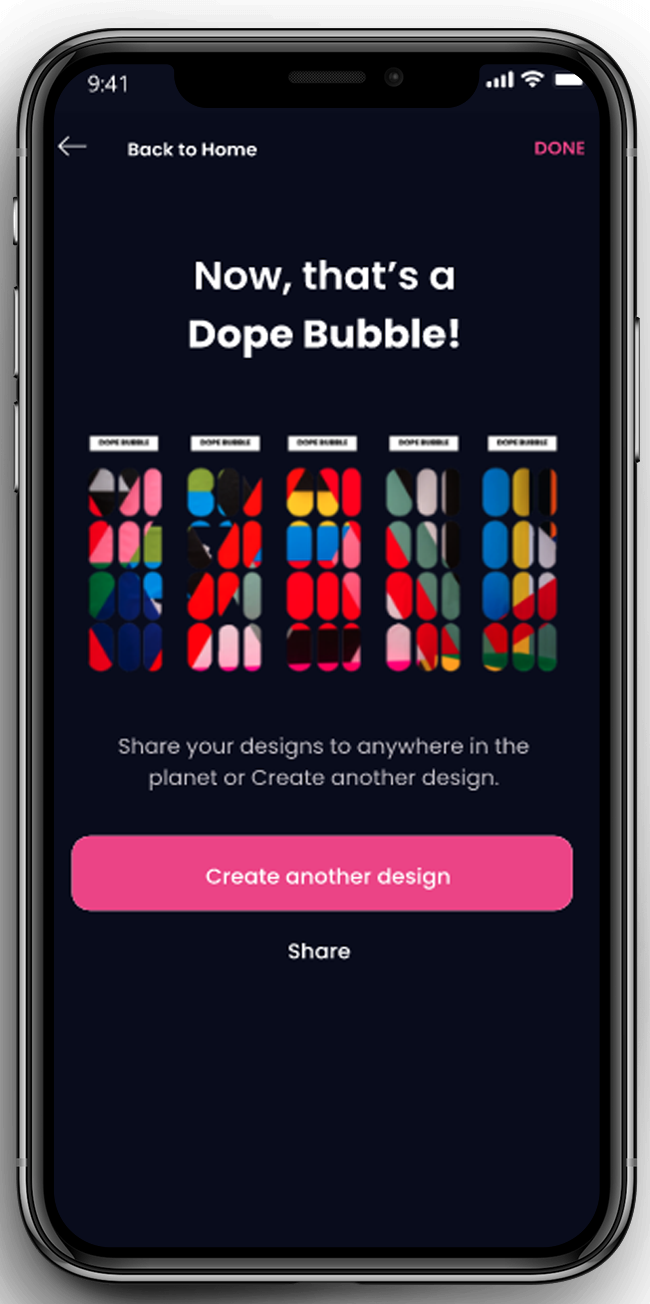 9:41
Back to Home
DONE
Now, that's a
Dope Bubble!
DOPE BUBBLE DOPE BUBBLE DOPE BUBBLE DOPE BUBBLE DOPE BUBBLE
Share your designs to anywhere in the
planet or Create another design.
Create another design
Share